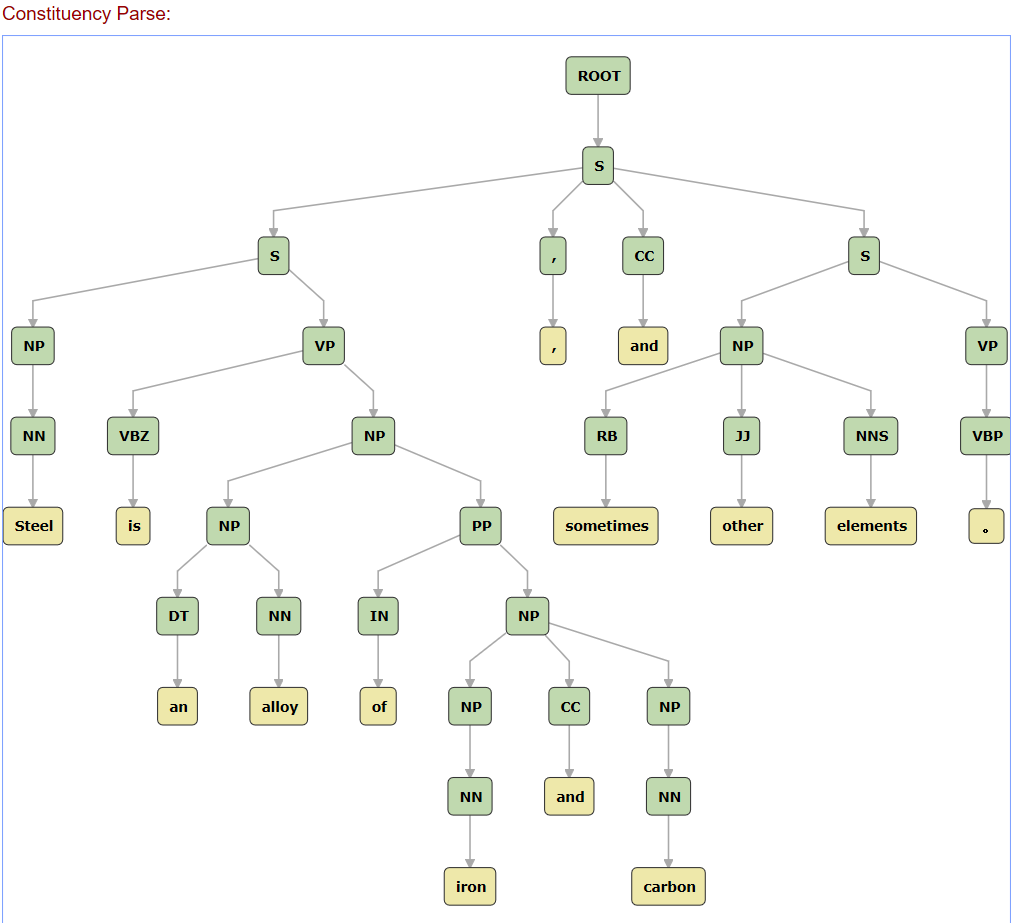 Constituency Parse:
ROOT
S
S , CC S
NP VP , and NP VP
NN VBZ NP RB JJ NNS VBP
Steel is NP PP sometimes other elements 。
DT NN IN NP
an alloy of NP CC NP
NN and NN
iron carbon